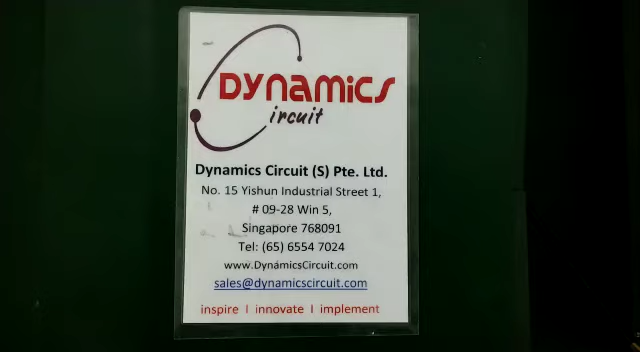 DYNAMICS
ircuit
Dynamics Circuit (S) Pte. Ltd.
No. 15 Yishun Industrial Street 1,
# 09-28 Win 5,
Singapore 768091
Tel: (65) 6554 7024
www.DynamicsCircuit.com
sales@dynamicscircuit.com
inspire I innovate I implement